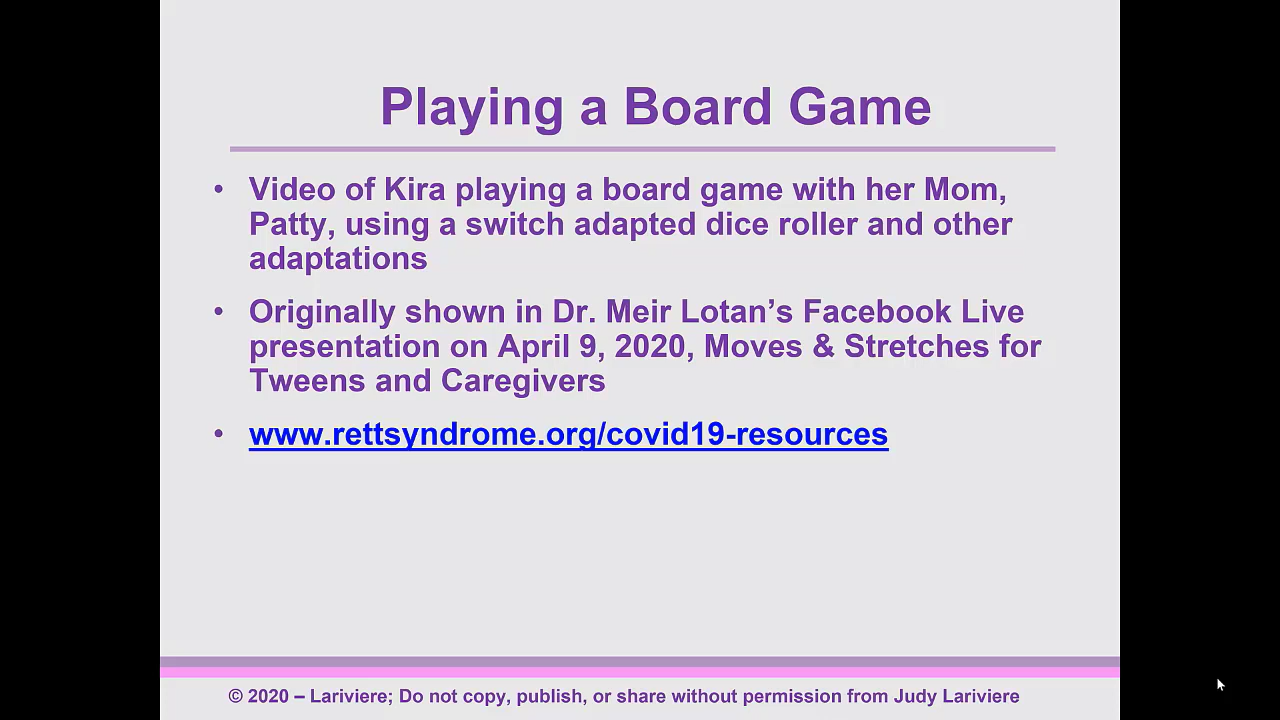 Playing a Board Game
• Video of Kira playing a board game with her Mom,
Patty, using a switch adapted dice roller and other
adaptations
• Originally shown in Dr. Meir Lotan’s Facebook Live
presentation on April 9, 2020, Moves & Stretches for
Tweens and Caregivers
• www.rettsyndrome.org/covid19-resources
© 2020 – Lariviere; Do not copy, publish, or share without permission from Judy Lariviere